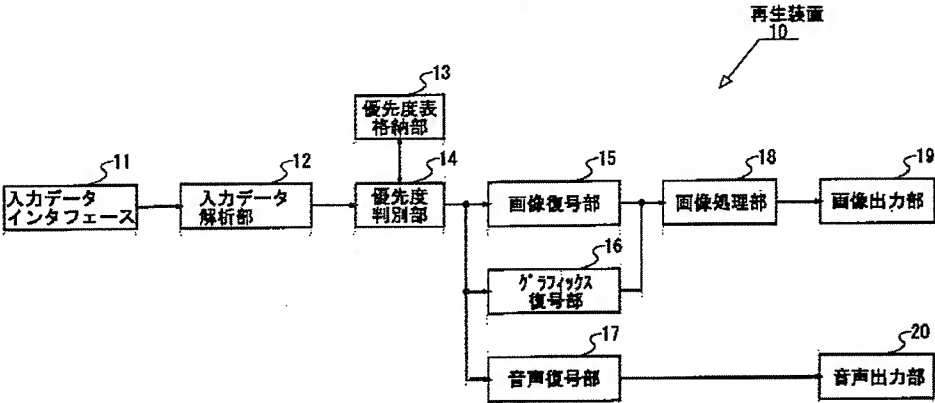 再生装置
10
13
優先度表
格納部
11
入力データ
インタフェース
12
入力データ
解析部
14
優先度
判別部
15
画像復号部
18
画像処理部
19
画像出力部
16
グラフィックス
復号部
17
音声復号部
20
音声出力部